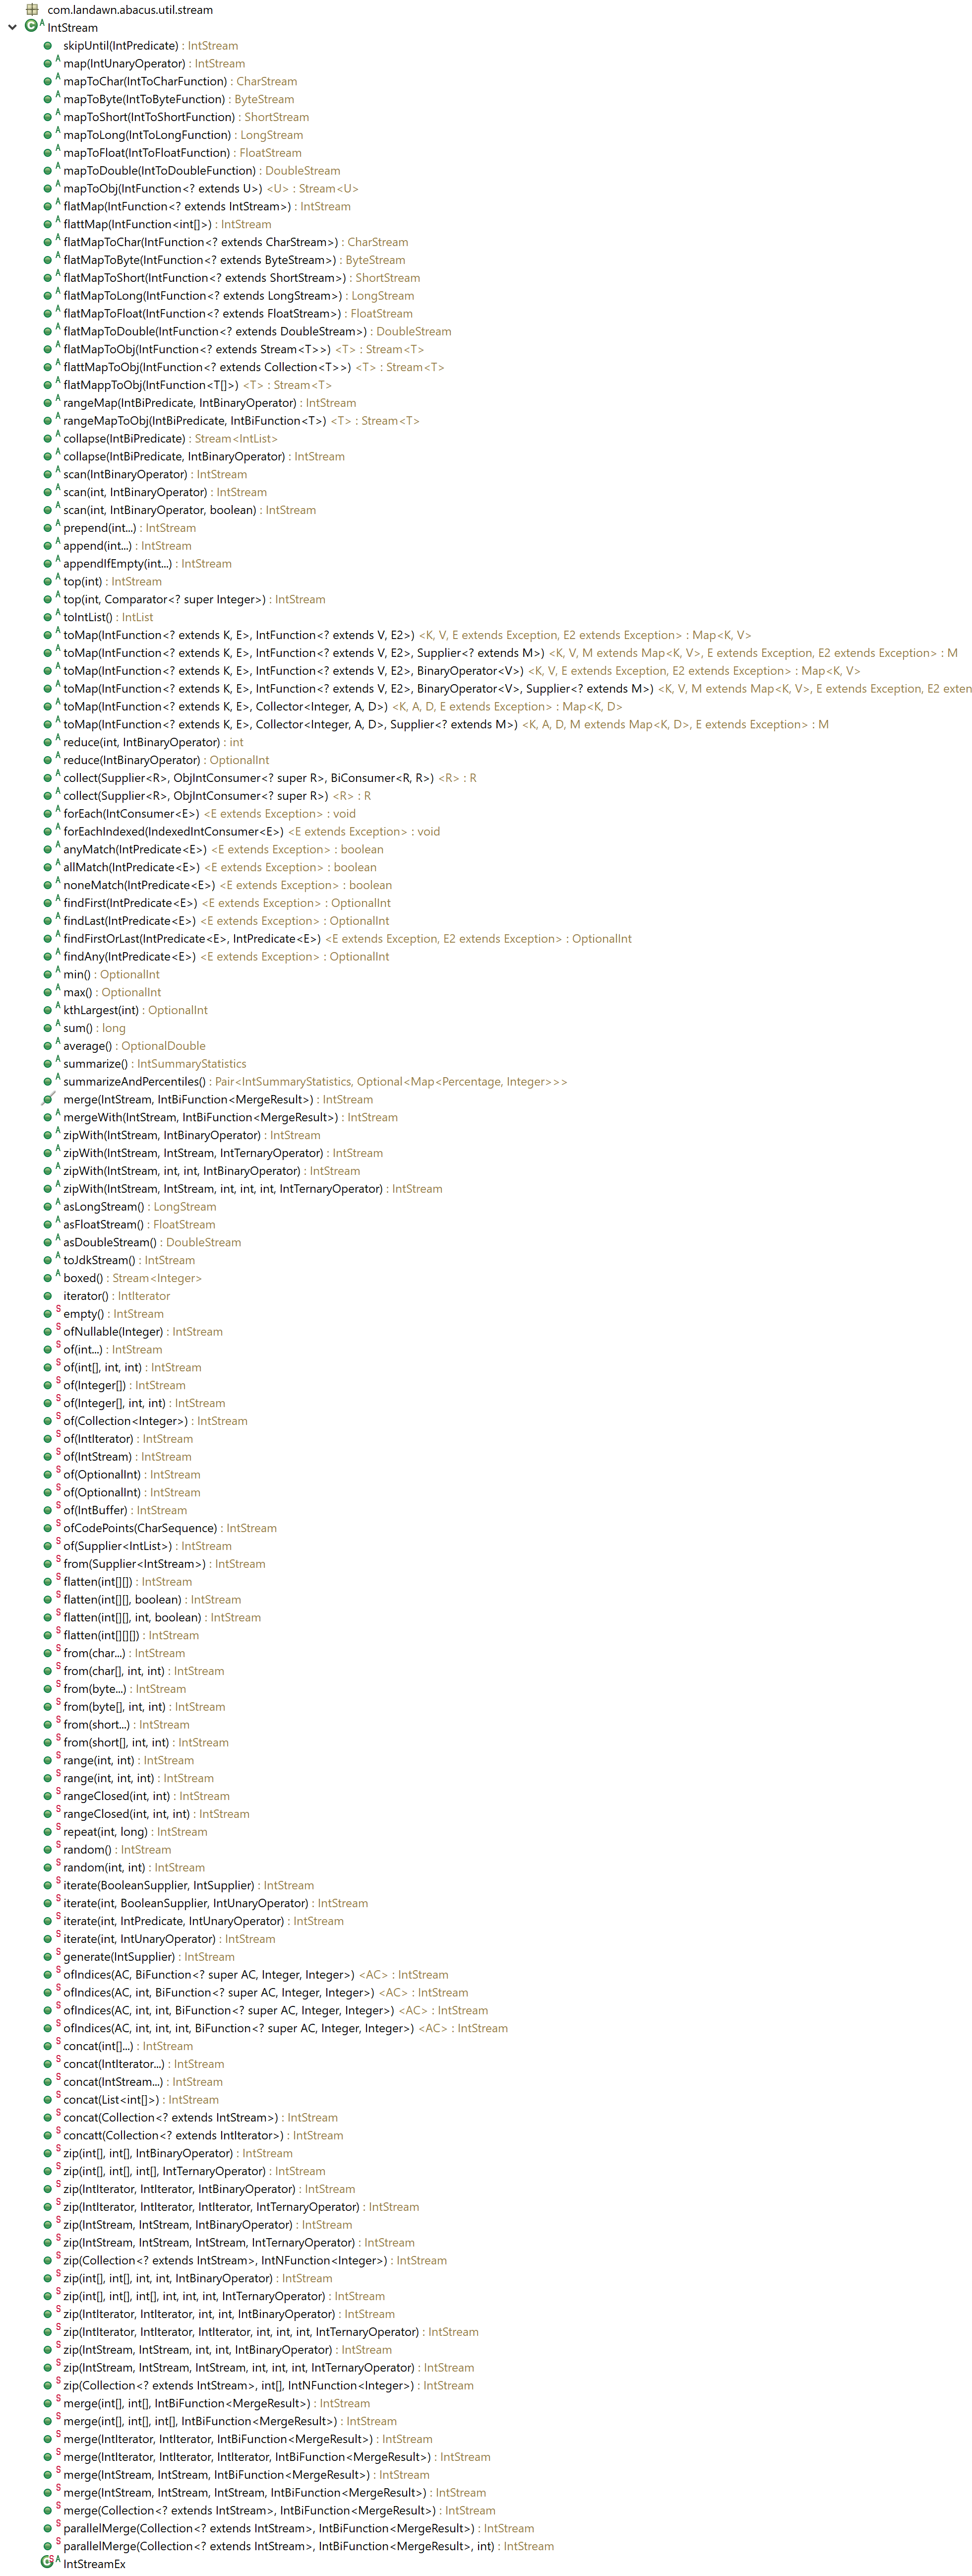 com.landawn.abacus.util.stream
IntStream
skipUntil(IntPredicate) : IntStream
map(IntUnaryOperator) : IntStream
mapToChar(IntToCharFunction) : CharStream
mapToByte(IntToByteFunction) : ByteStream
mapToShort(IntToShortFunction) : ShortStream
mapToLong(IntToLongFunction) : LongStream
mapToFloat(IntToFloatFunction) : FloatStream
mapToDouble(IntToDoubleFunction) : DoubleStream
mapToObj(IntFunction<? extends U>) <U> : Stream<U>
flatMap(IntFunction<? extends IntStream>) : IntStream
flattMap(IntFunction<int[]>) : IntStream
flatMapToChar(IntFunction<? extends CharStream>) : CharStream
flatMapToByte(IntFunction<? extends ByteStream>) : ByteStream
flatMapToShort(IntFunction<? extends ShortStream>) : ShortStream
flatMapToLong(IntFunction<? extends LongStream>) : LongStream
flatMapToFloat(IntFunction<? extends FloatStream>) : FloatStream
flatMapToDouble(IntFunction<? extends DoubleStream>) : DoubleStream
flatMapToObj(IntFunction<? extends Stream<T>>) <T> : Stream<T>
flattMapToObj(IntFunction<? extends Collection<T>>) <T> : Stream<T>
flatMappToObj(IntFunction<T[]>) <T> : Stream<T>
rangeMap(IntBiPredicate, IntBinaryOperator) : IntStream
rangeMapToObj(IntBiPredicate, IntBiFunction<T>) <T> : Stream<T>
collapse(IntBiPredicate) : Stream<IntList>
collapse(IntBiPredicate, IntBinaryOperator) : IntStream
scan(IntBinaryOperator) : IntStream
scan(int, IntBinaryOperator) : IntStream
scan(int, IntBinaryOperator, boolean) : IntStream
prepend(int...) : IntStream
append(int...) : IntStream
appendIfEmpty(int...) : IntStream
top(int) : IntStream
top(int, Comparator<? super Integer>) : IntStream
toIntList() : IntList
toMap(IntFunction<? extends K, E>, IntFunction<? extends V, E2>) <K, V, E extends Exception, E2 extends Exception> : Map<K, V>
toMap(IntFunction<? extends K, E>, IntFunction<? extends V, E2>, Supplier<? extends M>) <K, V, M extends Map<K, V>, E extends Exception, E2 extends Exception> : M
toMap(IntFunction<? extends K, E>, IntFunction<? extends V, E2>, BinaryOperator<V>) <K, V, E extends Exception, E2 extends Exception> : Map<K, V>
toMap(IntFunction<? extends K, E>, IntFunction<? extends V, E2>, BinaryOperator<V>, Supplier<? extends M>) <K, V, M extends Map<K, V>, E extends Exception, E2 exten
toMap(IntFunction<? extends K, E>, Collector<Integer, A, D>) <K, A, D, E extends Exception> : Map<K, D>
toMap(IntFunction<? extends K, E>, Collector<Integer, A, D>, Supplier<? extends M>) <K, A, D, M extends Map<K, D>, E extends Exception> : M
reduce(int, IntBinaryOperator) : int
reduce(IntBinaryOperator) : OptionalInt
collect(Supplier<R>, ObjIntConsumer<? super R>, BiConsumer<R, R>) <R> : R
collect(Supplier<R>, ObjIntConsumer<? super R>) <R> : R
forEach(IntConsumer<E>) <E extends Exception> : void
forEachIndexed(IndexedIntConsumer<E>) <E extends Exception> : void
anyMatch(IntPredicate<E>) <E extends Exception> : boolean
allMatch(IntPredicate<E>) <E extends Exception> : boolean
noneMatch(IntPredicate<E>) <E extends Exception> : boolean
findFirst(IntPredicate<E>) <E extends Exception> : OptionalInt
findLast(IntPredicate<E>) <E extends Exception> : OptionalInt
findFirstOrLast(IntPredicate<E>, IntPredicate<E>) <E extends Exception, E2 extends Exception> : OptionalInt
findAny(IntPredicate<E>) <E extends Exception> : OptionalInt
min() : OptionalInt
max() : OptionalInt
kthLargest(int) : OptionalInt
sum() : long
average() : OptionalDouble
summarize() : IntSummaryStatistics
summarizeAndPercentiles() : Pair<IntSummaryStatistics, Optional<Map<Percentage, Integer>>>
merge(IntStream, IntBiFunction<MergeResult>) : IntStream
mergeWith(IntStream, IntBiFunction<MergeResult>) : IntStream
zipWith(IntStream, IntBinaryOperator) : IntStream
zipWith(IntStream, IntStream, IntTernaryOperator) : IntStream
zipWith(IntStream, int, int, IntBinaryOperator) : IntStream
zipWith(IntStream, IntStream, int, int, int, IntTernaryOperator) : IntStream
asLongStream() : LongStream
asFloatStream() : FloatStream
asDoubleStream() : DoubleStream
toJdkStream() : IntStream
boxed() : Stream<Integer>
iterator() : IntIterator
empty() : IntStream
ofNullable(Integer) : IntStream
of(int...) : IntStream
of(int[], int, int) : IntStream
of(Integer[]) : IntStream
of(Integer[], int, int) : IntStream
of(Collection<Integer>) : IntStream
of(IntIterator) : IntStream
of(IntStream) : IntStream
of(OptionalInt) : IntStream
of(OptionalInt) : IntStream
of(IntBuffer) : IntStream
ofCodePoints(CharSequence) : IntStream
of(Supplier<IntList>) : IntStream
from(Supplier<IntStream>) : IntStream
flatten(int[][]) : IntStream
flatten(int[][], boolean) : IntStream
flatten(int[][], int, boolean) : IntStream
flatten(int[][][]) : IntStream
from(char...) : IntStream
from(char[], int, int) : IntStream
from(byte...) : IntStream
from(byte[], int, int) : IntStream
from(short...) : IntStream
from(short[], int, int) : IntStream
range(int, int) : IntStream
range(int, int, int) : IntStream
rangeClosed(int, int) : IntStream
rangeClosed(int, int, int) : IntStream
repeat(int, long) : IntStream
random() : IntStream
random(int, int) : IntStream
iterate(BooleanSupplier, IntSupplier) : IntStream
iterate(int, BooleanSupplier, IntUnaryOperator) : IntStream
iterate(int, IntPredicate, IntUnaryOperator) : IntStream
iterate(int, IntUnaryOperator) : IntStream
generate(IntSupplier) : IntStream
ofIndices(AC, BiFunction<? super AC, Integer, Integer>) <AC> : IntStream
ofIndices(AC, int, BiFunction<? super AC, Integer, Integer>) <AC> : IntStream
ofIndices(AC, int, int, BiFunction<? super AC, Integer, Integer>) <AC> : IntStream
ofIndices(AC, int, int, int, BiFunction<? super AC, Integer, Integer>) <AC> : IntStream
concat(int[]...) : IntStream
concat(IntIterator...) : IntStream
concat(IntStream...) : IntStream
concat(List<int[]>) : IntStream
concat(Collection<? extends IntStream>) : IntStream
concatt(Collection<? extends IntIterator>) : IntStream
zip(int[], int[], IntBinaryOperator) : IntStream
zip(int[], int[], int[], IntTernaryOperator) : IntStream
zip(IntIterator, IntIterator, IntBinaryOperator) : IntStream
zip(IntIterator, IntIterator, IntIterator, IntTernaryOperator) : IntStream
zip(IntStream, IntStream, IntBinaryOperator) : IntStream
zip(IntStream, IntStream, IntStream, IntTernaryOperator) : IntStream
zip(Collection<? extends IntStream>, IntNFunction<Integer>) : IntStream
zip(int[], int[], int, int, IntBinaryOperator) : IntStream
zip(int[], int[], int[], int, int, int, IntTernaryOperator) : IntStream
zip(IntIterator, IntIterator, int, int, IntBinaryOperator) : IntStream
zip(IntIterator, IntIterator, IntIterator, int, int, int, IntTernaryOperator) : IntStream
zip(IntStream, IntStream, int, int, IntBinaryOperator) : IntStream
zip(IntStream, IntStream, IntStream, int, int, int, IntTernaryOperator) : IntStream
zip(Collection<? extends IntStream>, int[], IntNFunction<Integer>) : IntStream
merge(int[], int[], IntBiFunction<MergeResult>) : IntStream
merge(int[], int[], int[], IntBiFunction<MergeResult>) : IntStream
merge(IntIterator, IntIterator, IntBiFunction<MergeResult>) : IntStream
merge(IntIterator, IntIterator, IntIterator, IntBiFunction<MergeResult>) : IntStream
merge(IntStream, IntStream, IntBiFunction<MergeResult>) : IntStream
merge(IntStream, IntStream, IntStream, IntBiFunction<MergeResult>) : IntStream
merge(Collection<? extends IntStream>, IntBiFunction<MergeResult>) : IntStream
parallelMerge(Collection<? extends IntStream>, IntBiFunction<MergeResult>) : IntStream
parallelMerge(Collection<? extends IntStream>, IntBiFunction<MergeResult>, int) : IntStream
IntStreamEx